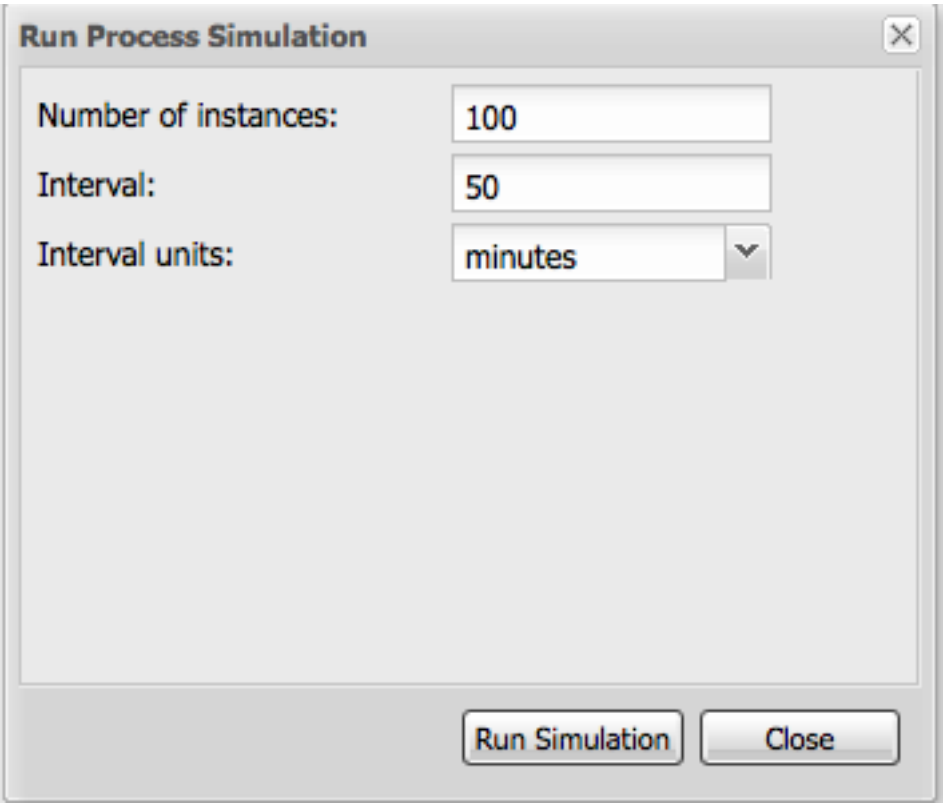 Run Process Simulation
Number of instances: 100
Interval: 50
Interval units: minutes
Run Simulation Close